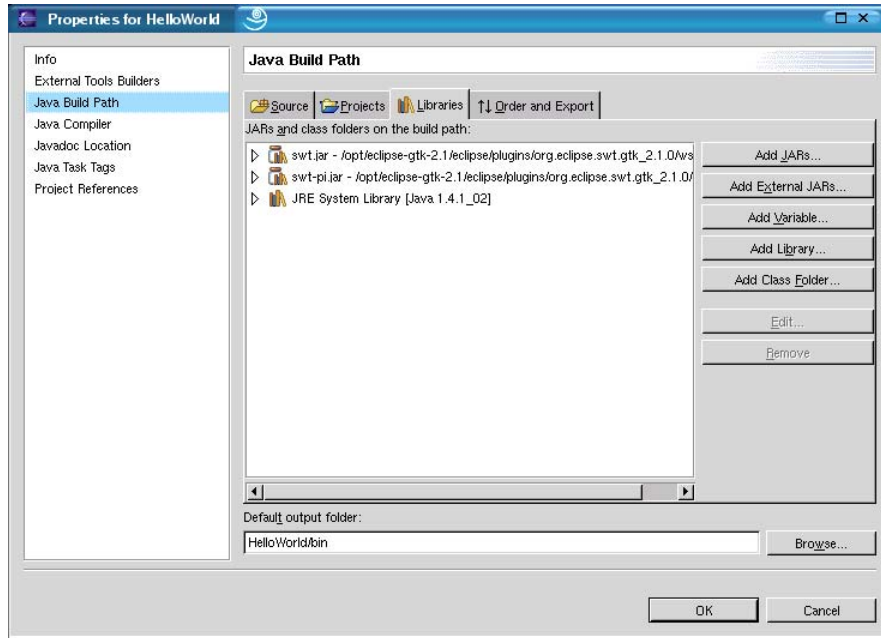 Properties for HelloWorld
Info
External Tools Builders
Java Build Path
Java Compiler
Javadoc Location
Java Task Tags
Project References
Java Build Path
Source
Projects
Libraries
Order and Export
JARs and class folders on the build path:
swt.jar - /opt/eclipse-gtk-2.1/eclipse/plugins/org.eclipse.swt.gtk_2.1.0/ws
swt-pi.jar - /opt/eclipse-gtk-2.1/eclipse/plugins/org.eclipse.swt.gtk_2.1.0/
JRE System Library [Java 1.4.1_02]
Add JARs...
Add External JARs...
Add Variable...
Add Library...
Add Class Folder...
Edit...
Remove
Default output folder:
HelloWorld/bin
Browse...
OK
Cancel